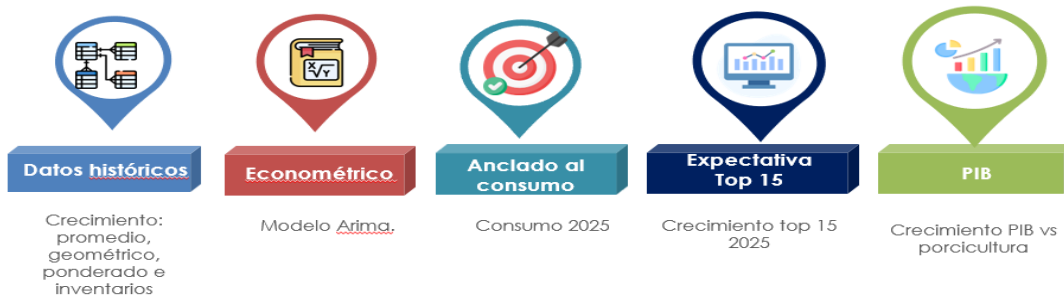 Datos históricos
Econométrico
Anclado al
consumo
Expectativa
Top 15
PIB
Crecimiento:
promedio,
geométrico,
ponderado e
inventarios
Modelo Arima.
Consumo 2025
Crecimiento top 15
2025
Crecimiento PIB vs
porcicultura